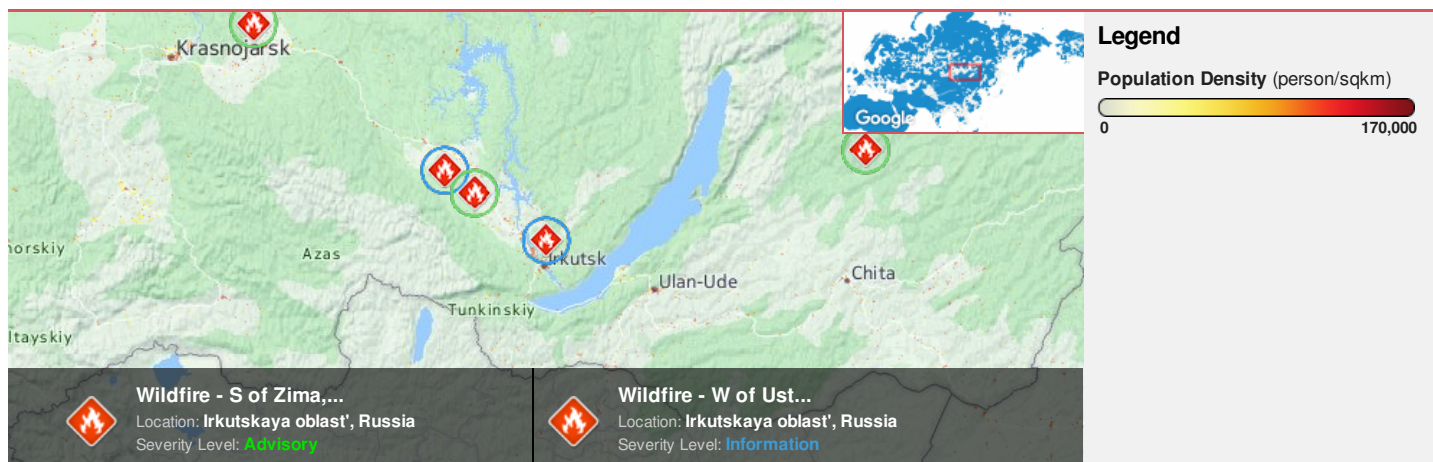 Krasnojarsk
Google
Legend
Population Density (person/sqkm)
0 170,000
norskiy
Azas
Irkutsk
Ulan-Ude
Chita
Tunkinskiy
ltayskiy
Wildfire - S of Zima,...
Location: Irkutskaya oblast', Russia
Severity Level: Advisory
Wildfire - W of Ust...
Location: Irkutskaya oblast', Russia
Severity Level: Information